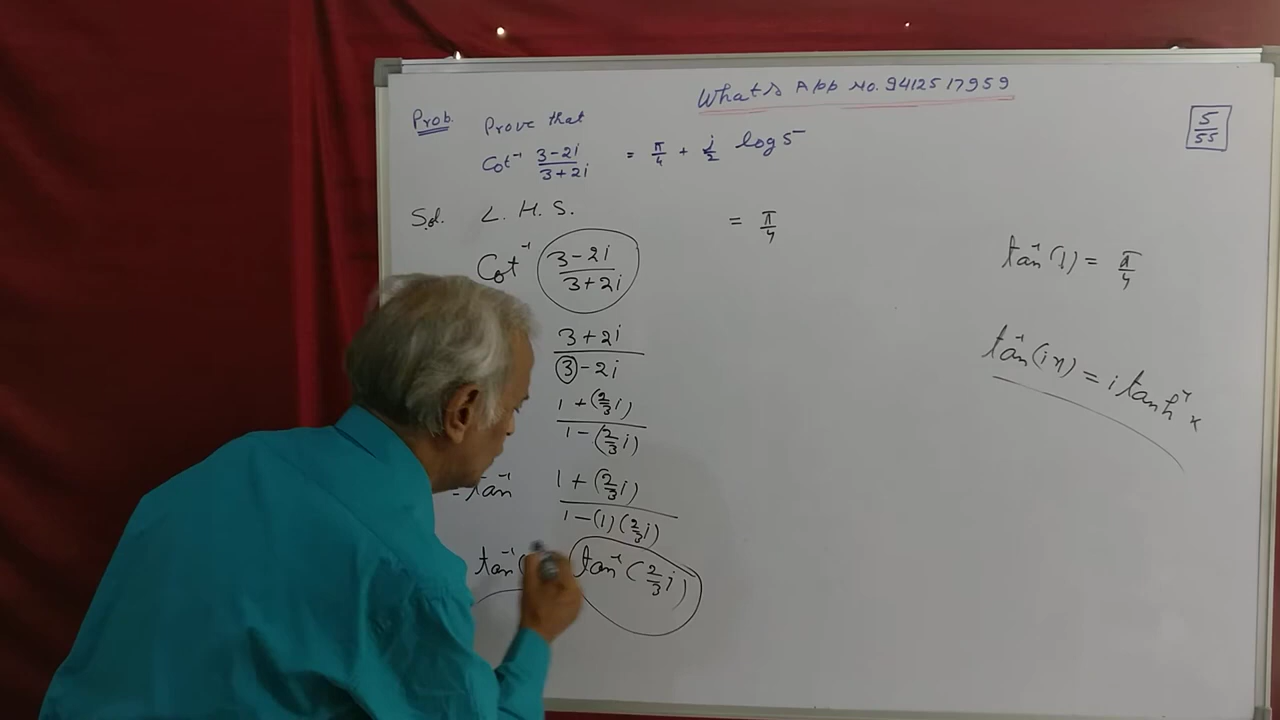 What's App No. 9412517959
5/55
Prob. Prove that
Cot⁻¹ (3-2i)/(3+2i) = π/4 + i/2 log 5
Sol. L. H. S.
= π/4
Cot⁻¹ (3-2i)/(3+2i)
tan⁻¹(1) = π/4
(3+2i)/(3-2i)
tan⁻¹(ix) = i tanh⁻¹ x
(1+(2/3 i))/(1-(2/3 i))
= tan⁻¹ (1+(2/3 i))/(1-(1)(2/3 i))
tan⁻¹( tan⁻¹(2/3 i)